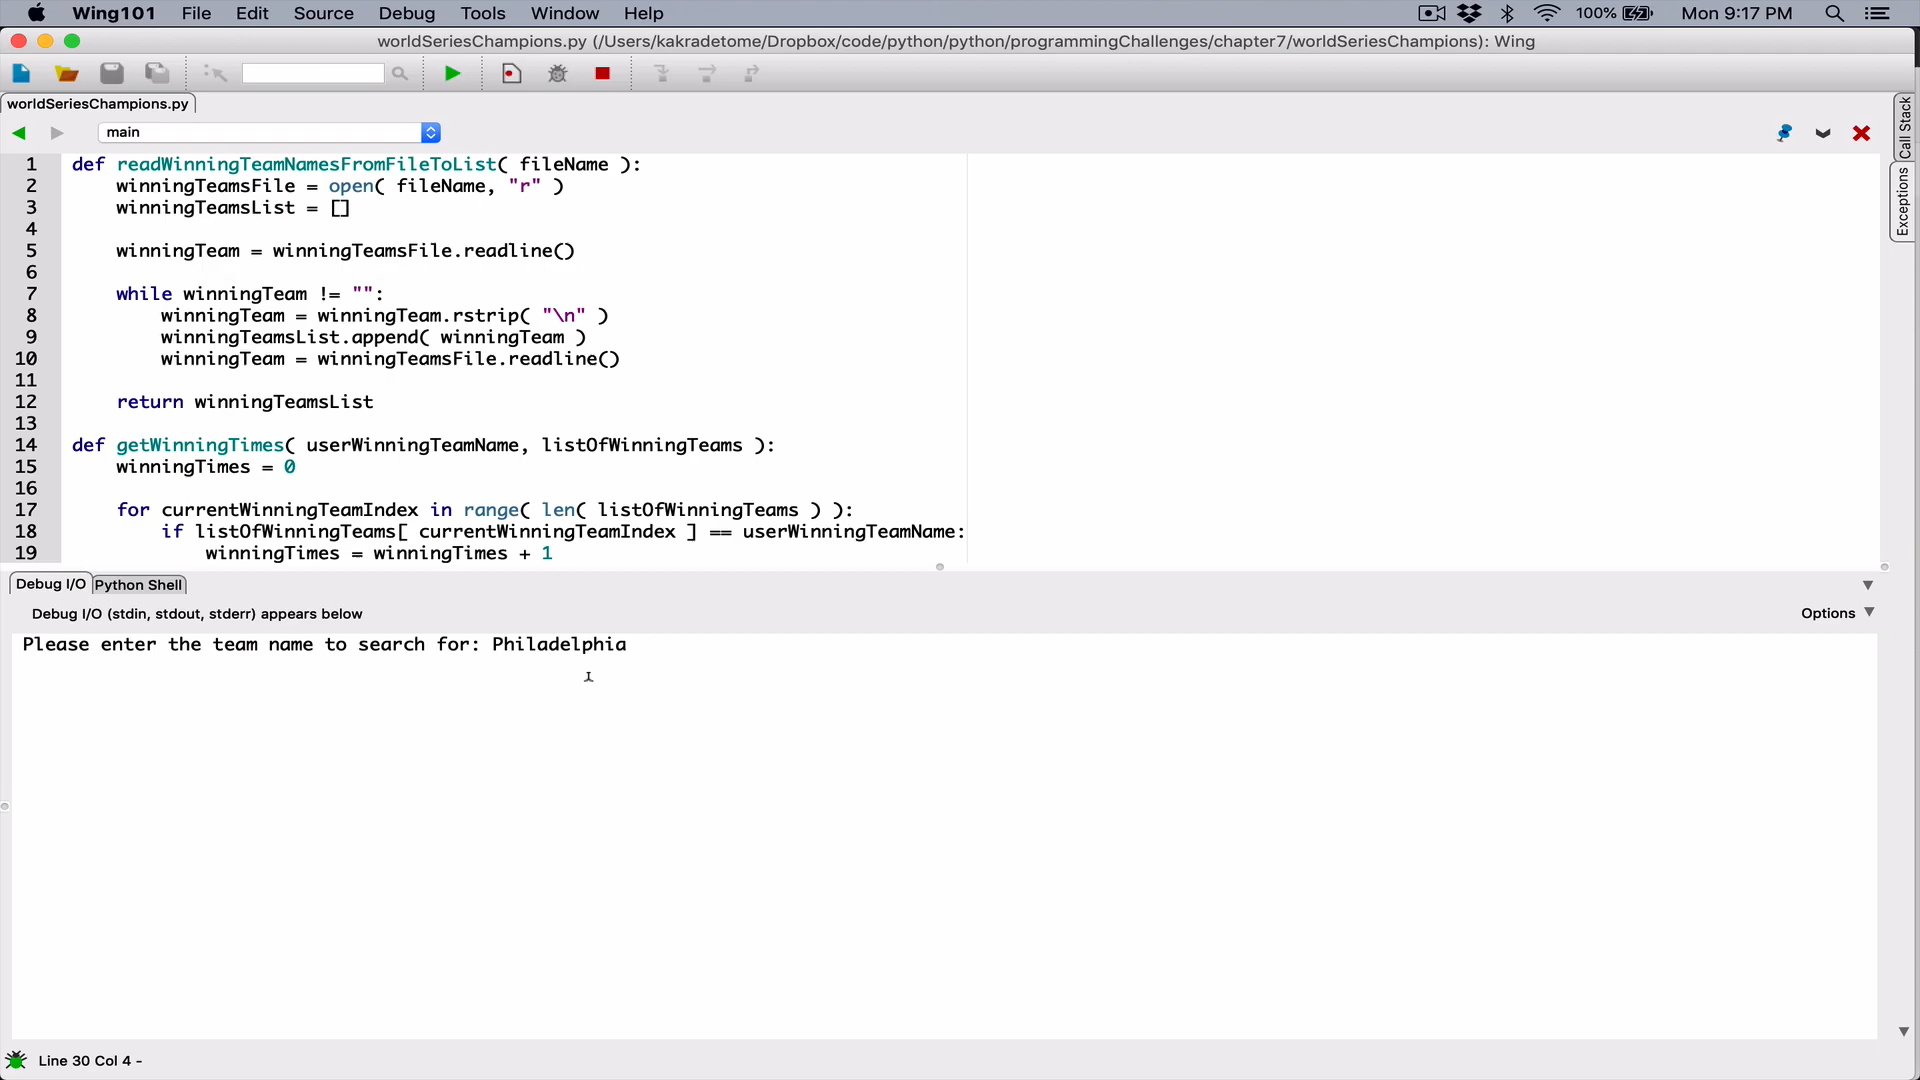 Wing101 File Edit Source Debug Tools Window Help 100% Mon 9:17 PM
worldSeriesChampions.py (/Users/kakradetome/Dropbox/code/python/python/programmingChallenges/chapter7/worldSeriesChampions): Wing
worldSeriesChampions.py
main
Call Stack
Exceptions
1 def readWinningTeamNamesFromFileToList( fileName ):
2 winningTeamsFile = open( fileName, "r" )
3 winningTeamsList = []
4
5 winningTeam = winningTeamsFile.readline()
6
7 while winningTeam != "":
8 winningTeam = winningTeam.rstrip( "\n" )
9 winningTeamsList.append( winningTeam )
10 winningTeam = winningTeamsFile.readline()
11
12 return winningTeamsList
13
14 def getWinningTimes( userWinningTeamName, listOfWinningTeams ):
15 winningTimes = 0
16
17 for currentWinningTeamIndex in range( len( listOfWinningTeams ) ):
18 if listOfWinningTeams[ currentWinningTeamIndex ] == userWinningTeamName:
19 winningTimes = winningTimes + 1
Debug I/O Python Shell
Debug I/O (stdin, stdout, stderr) appears below Options
Please enter the team name to search for: Philadelphia
Line 30 Col 4 -